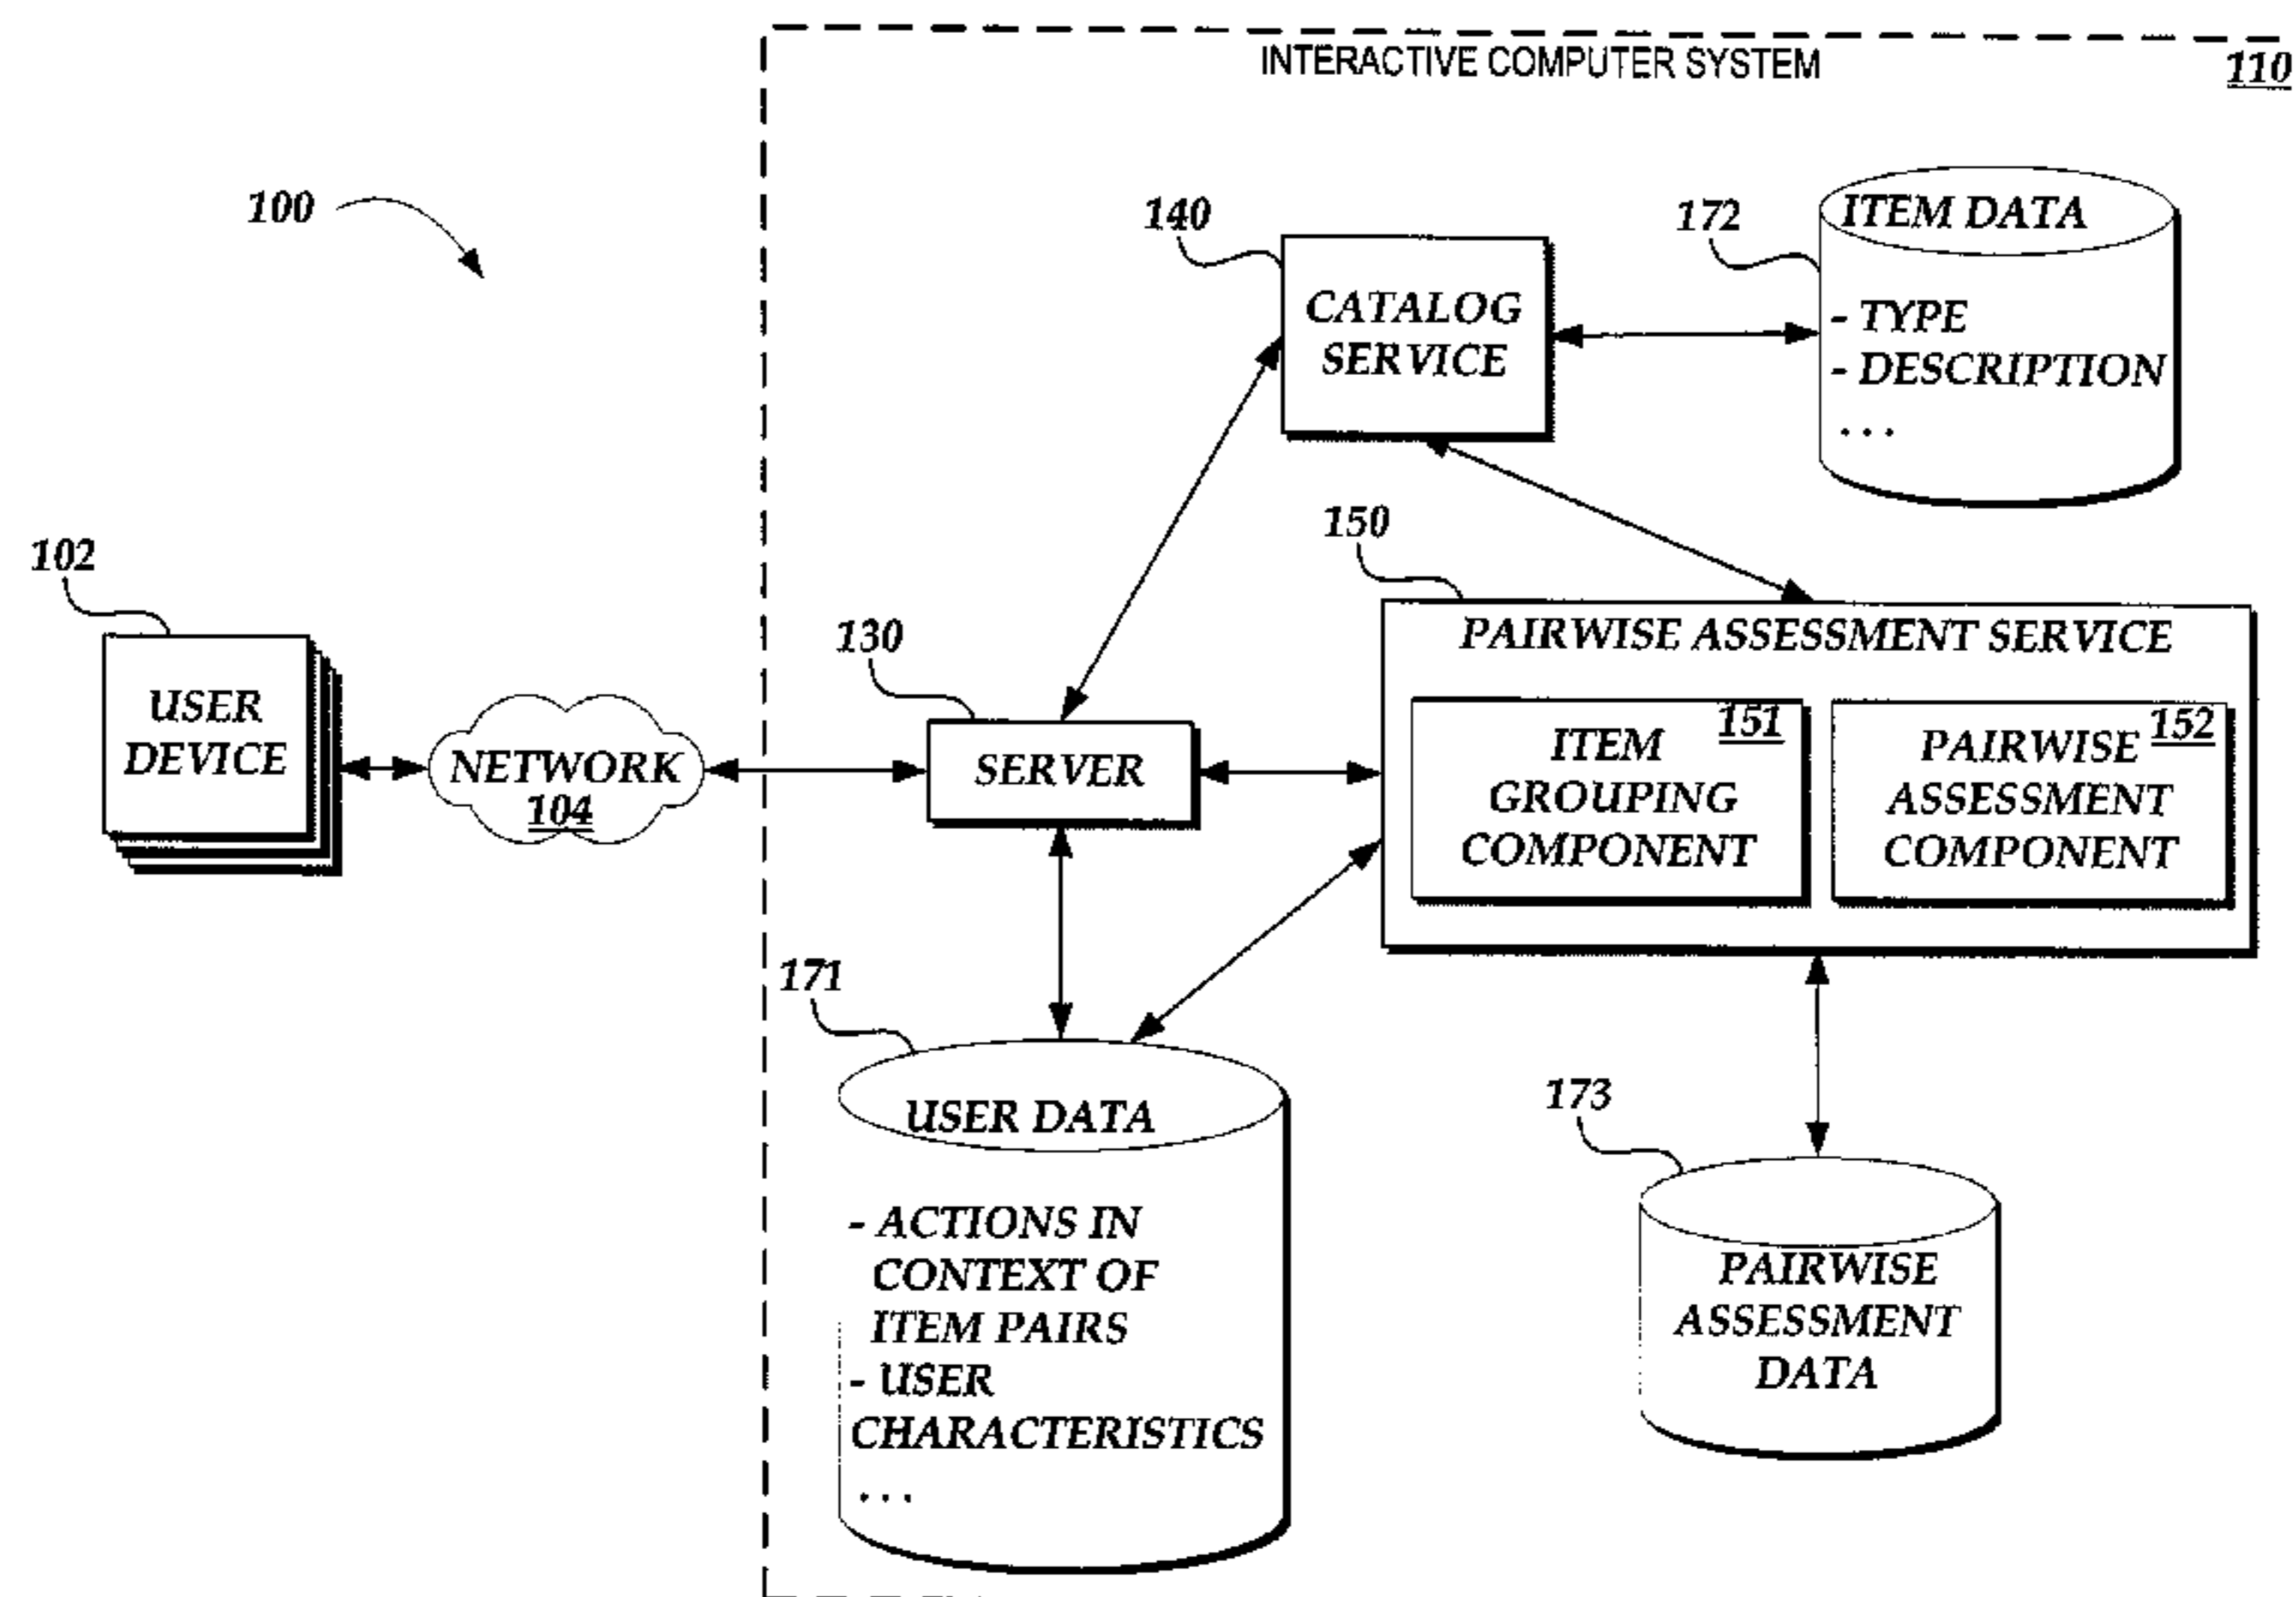 INTERACTIVE COMPUTER SYSTEM
110
100
140
172
ITEM DATA
CATALOG
SERVICE
- TYPE
- DESCRIPTION
. . .
150
102
130
PAIRWISE ASSESSMENT SERVICE
USER
DEVICE
NETWORK
104
SERVER
151
ITEM
GROUPING
COMPONENT
152
PAIRWISE
ASSESSMENT
COMPONENT
171
USER DATA
- ACTIONS IN
CONTEXT OF
ITEM PAIRS
- USER
CHARACTERISTICS
. . .
173
PAIRWISE
ASSESSMENT
DATA